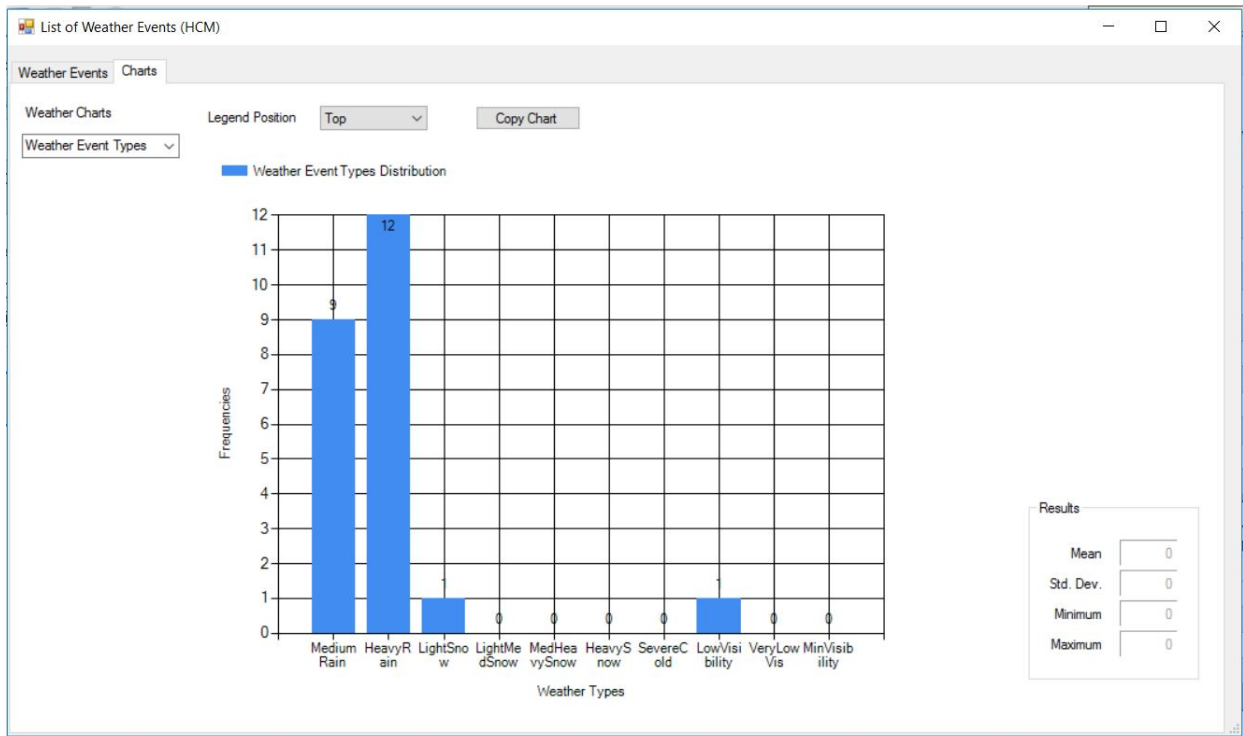 List of Weather Events (HCM)
Weather Events Charts
Weather Charts
Legend Position Top Copy Chart
Weather Event Types
Weather Event Types Distribution
12
12
11
10
9
9
8
7
6
5
4
3
2
1
1
1
0
0 0 0 0 0 0
Frequencies
Medium HeavyR LightSno LightMe MedHea HeavyS SevereC LowVisi VeryLow MinVisib
Rain ain w dSnow vySnow now old bility Vis ility
Weather Types
Results
Mean 0
Std. Dev. 0
Minimum 0
Maximum 0